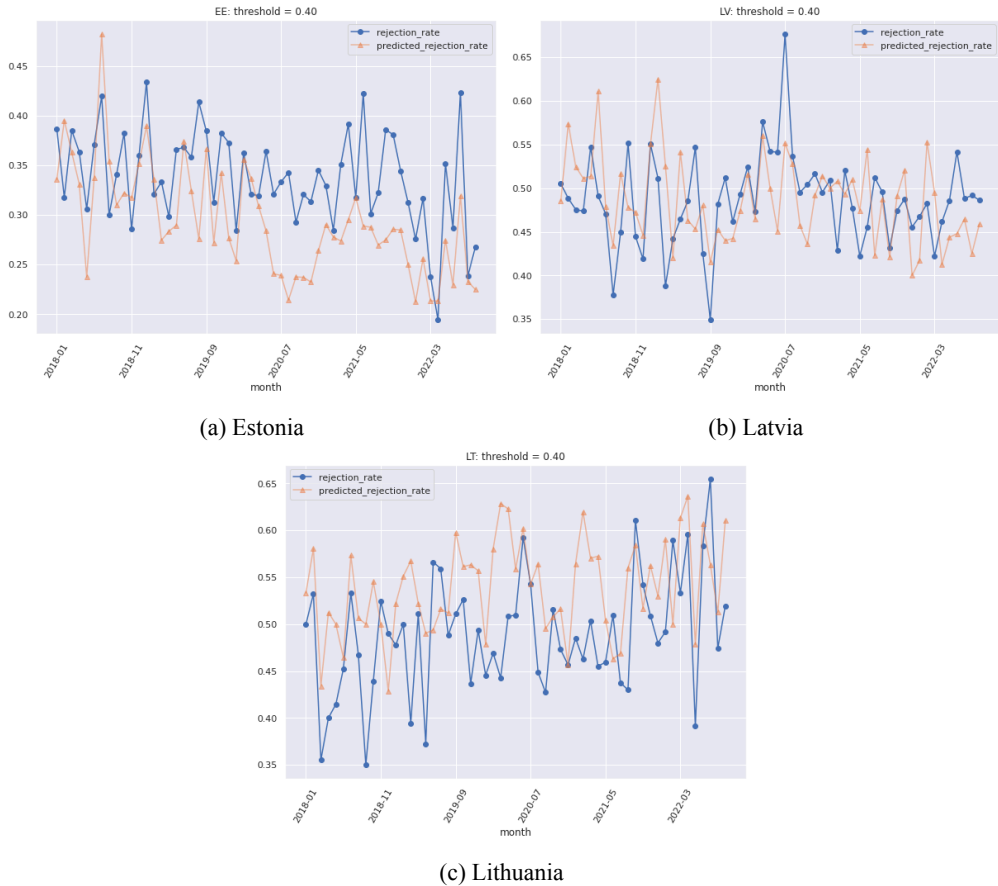 EE: threshold = 0.40
rejection_rate
predicted_rejection_rate
0.45
0.40
0.35
0.30
0.25
0.20
2018-01
2018-11
2019-09
2020-07
2021-05
2022-03
month
(a) Estonia
LV: threshold = 0.40
rejection_rate
predicted_rejection_rate
0.65
0.60
0.55
0.50
0.45
0.40
0.35
2018-01
2018-11
2019-09
2020-07
2021-05
2022-03
month
(b) Latvia
LT: threshold = 0.40
rejection_rate
predicted_rejection_rate
0.65
0.60
0.55
0.50
0.45
0.40
0.35
2018-01
2018-11
2019-09
2020-07
2021-05
2022-03
month
(c) Lithuania